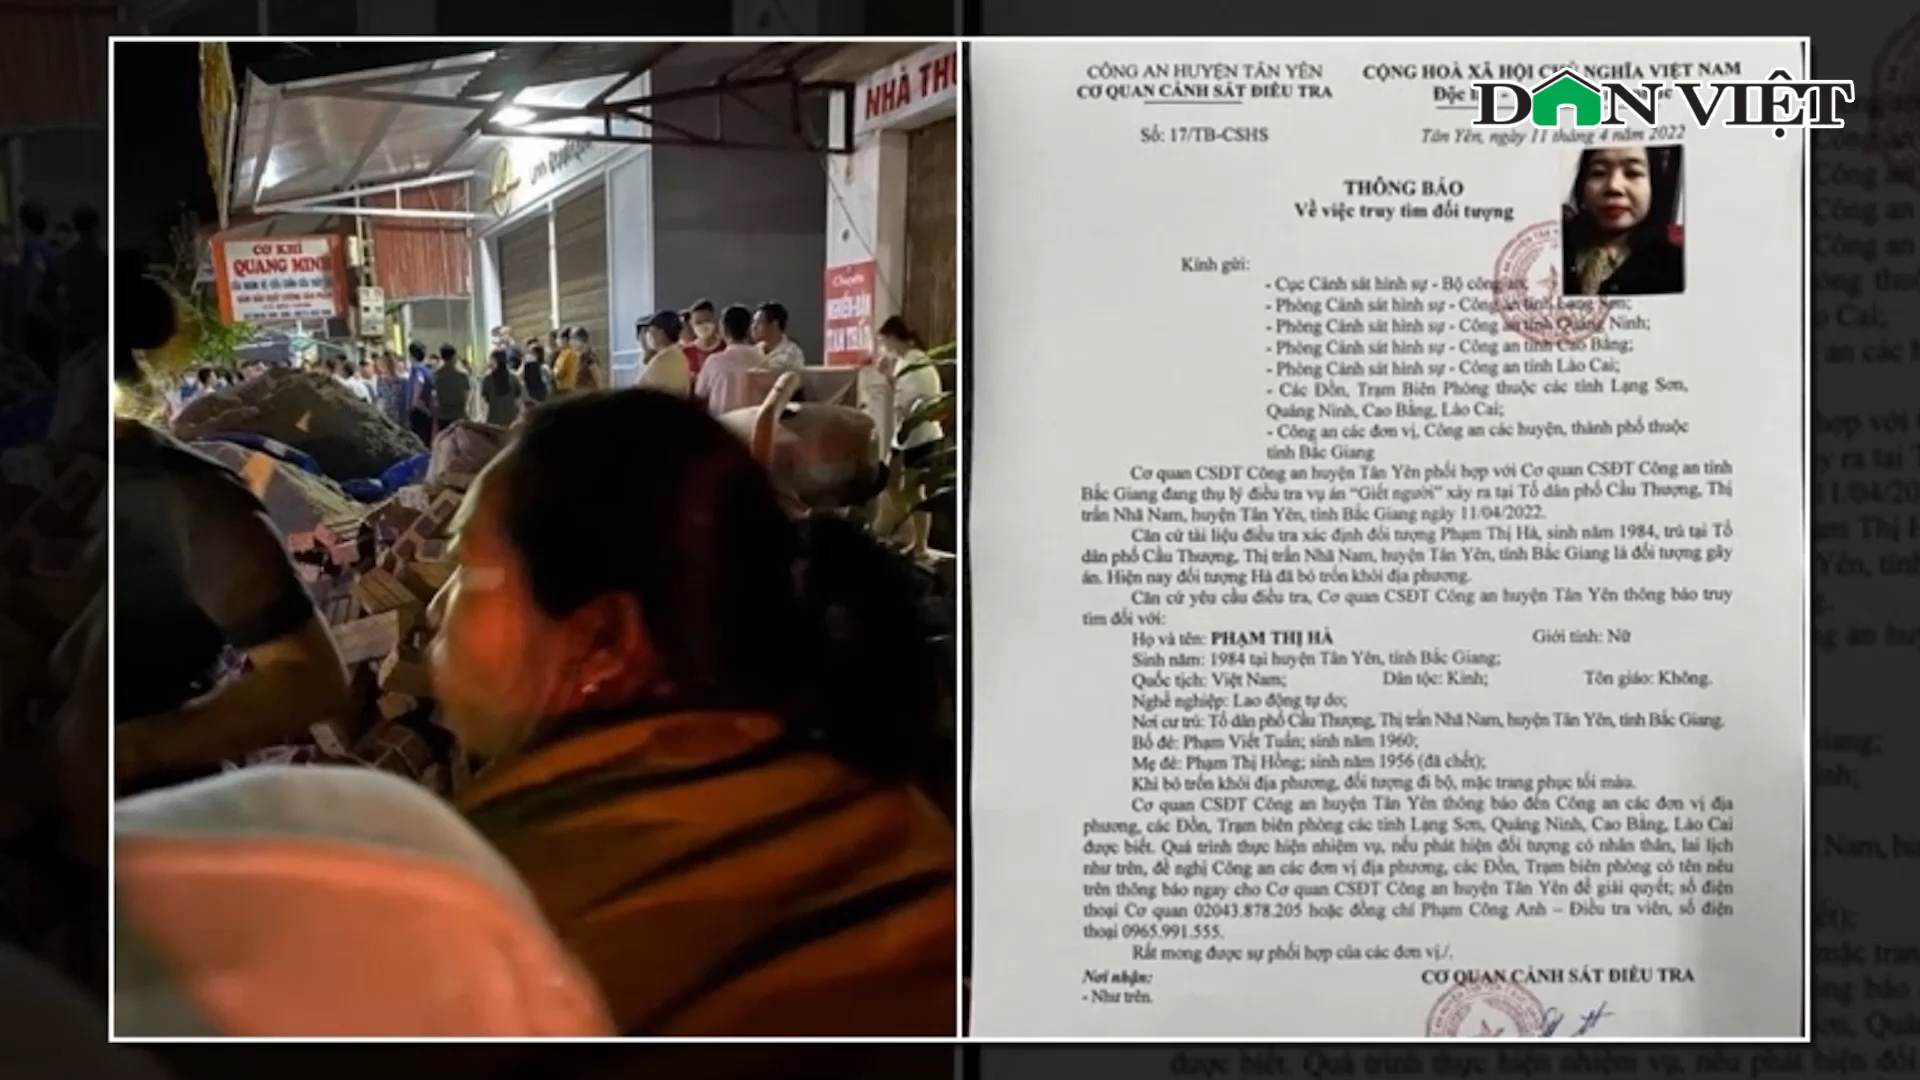 DÂN VIỆT
NHÀ THU
CƠ KHÍ
QUANG MINH
Chuyên
CÔNG AN HUYỆN TÂN YÊN
CƠ QUAN CẢNH SÁT ĐIỀU TRA
CỘNG HOÀ XÃ HỘI CHỦ NGHĨA VIỆT NAM
Độc
Số: 17/TB-CSHS
Tân Yên, ngày 11 tháng 4 năm 2022
THÔNG BÁO
Về việc truy tìm đối tượng
Kính gửi:
- Cục Cảnh sát hình sự - Bộ công an;
- Phòng Cảnh sát hình sự - Công an tỉnh Lạng Sơn;
- Phòng Cảnh sát hình sự - Công an tỉnh Quảng Ninh;
- Phòng Cảnh sát hình sự - Công an tỉnh Cao Bằng;
- Phòng Cảnh sát hình sự - Công an tỉnh Lào Cai;
- Các Đồn, Trạm Biên Phòng thuộc các tỉnh Lạng Sơn,
Quảng Ninh, Cao Bằng, Lào Cai;
- Công an các đơn vị, Công an các huyện, thành phố thuộc
tỉnh Bắc Giang
Cơ quan CSĐT Công an huyện Tân Yên phối hợp với Cơ quan CSĐT Công an tỉnh
Bắc Giang đang thụ lý điều tra vụ án “Giết người” xảy ra tại Tổ dân phố Cầu Thượng, Thị
trấn Nhã Nam, huyện Tân Yên, tỉnh Bắc Giang ngày 11/04/2022.
Căn cứ tài liệu điều tra xác định đối tượng Phạm Thị Hà, sinh năm 1984, trú tại Tổ
dân phố Cầu Thượng, Thị trấn Nhã Nam, huyện Tân Yên, tỉnh Bắc Giang là đối tượng gây
án. Hiện nay đối tượng Hà đã bỏ trốn khỏi địa phương.
Căn cứ yêu cầu điều tra, Cơ quan CSĐT Công an huyện Tân Yên thông báo truy
tìm đối với:
Họ và tên: PHẠM THỊ HÀ Giới tính: Nữ
Sinh năm: 1984 tại huyện Tân Yên, tỉnh Bắc Giang;
Quốc tịch: Việt Nam; Dân tộc: Kinh; Tôn giáo: Không.
Nghề nghiệp: Lao động tự do;
Nơi cư trú: Tổ dân phố Cầu Thượng, Thị trấn Nhã Nam, huyện Tân Yên, tỉnh Bắc Giang.
Bố đẻ: Phạm Viết Tuấn; sinh năm 1960;
Mẹ đẻ: Phạm Thị Hồng; sinh năm 1956 (đã chết);
Khi bỏ trốn khỏi địa phương, đối tượng đi bộ, mặc trang phục tối màu.
Cơ quan CSĐT Công an huyện Tân Yên thông báo đến Công an các đơn vị địa
phương, các Đồn, Trạm biên phòng các tỉnh Lạng Sơn, Quảng Ninh, Cao Bằng, Lào Cai
được biết. Quá trình thực hiện nhiệm vụ, nếu phát hiện đối tượng có nhân thân, lai lịch
như trên, đề nghị Công an các đơn vị địa phương, các Đồn, Trạm biên phòng có tên nêu
trên thông báo ngay cho Cơ quan CSĐT Công an huyện Tân Yên để giải quyết; số điện
thoại Cơ quan 02043.878.205 hoặc đồng chí Phạm Công Anh – Điều tra viên, số điện
thoại 0965.991.555.
Rất mong được sự phối hợp của các đơn vị./.
Nơi nhận:
- Như trên.
CƠ QUAN CẢNH SÁT ĐIỀU TRA